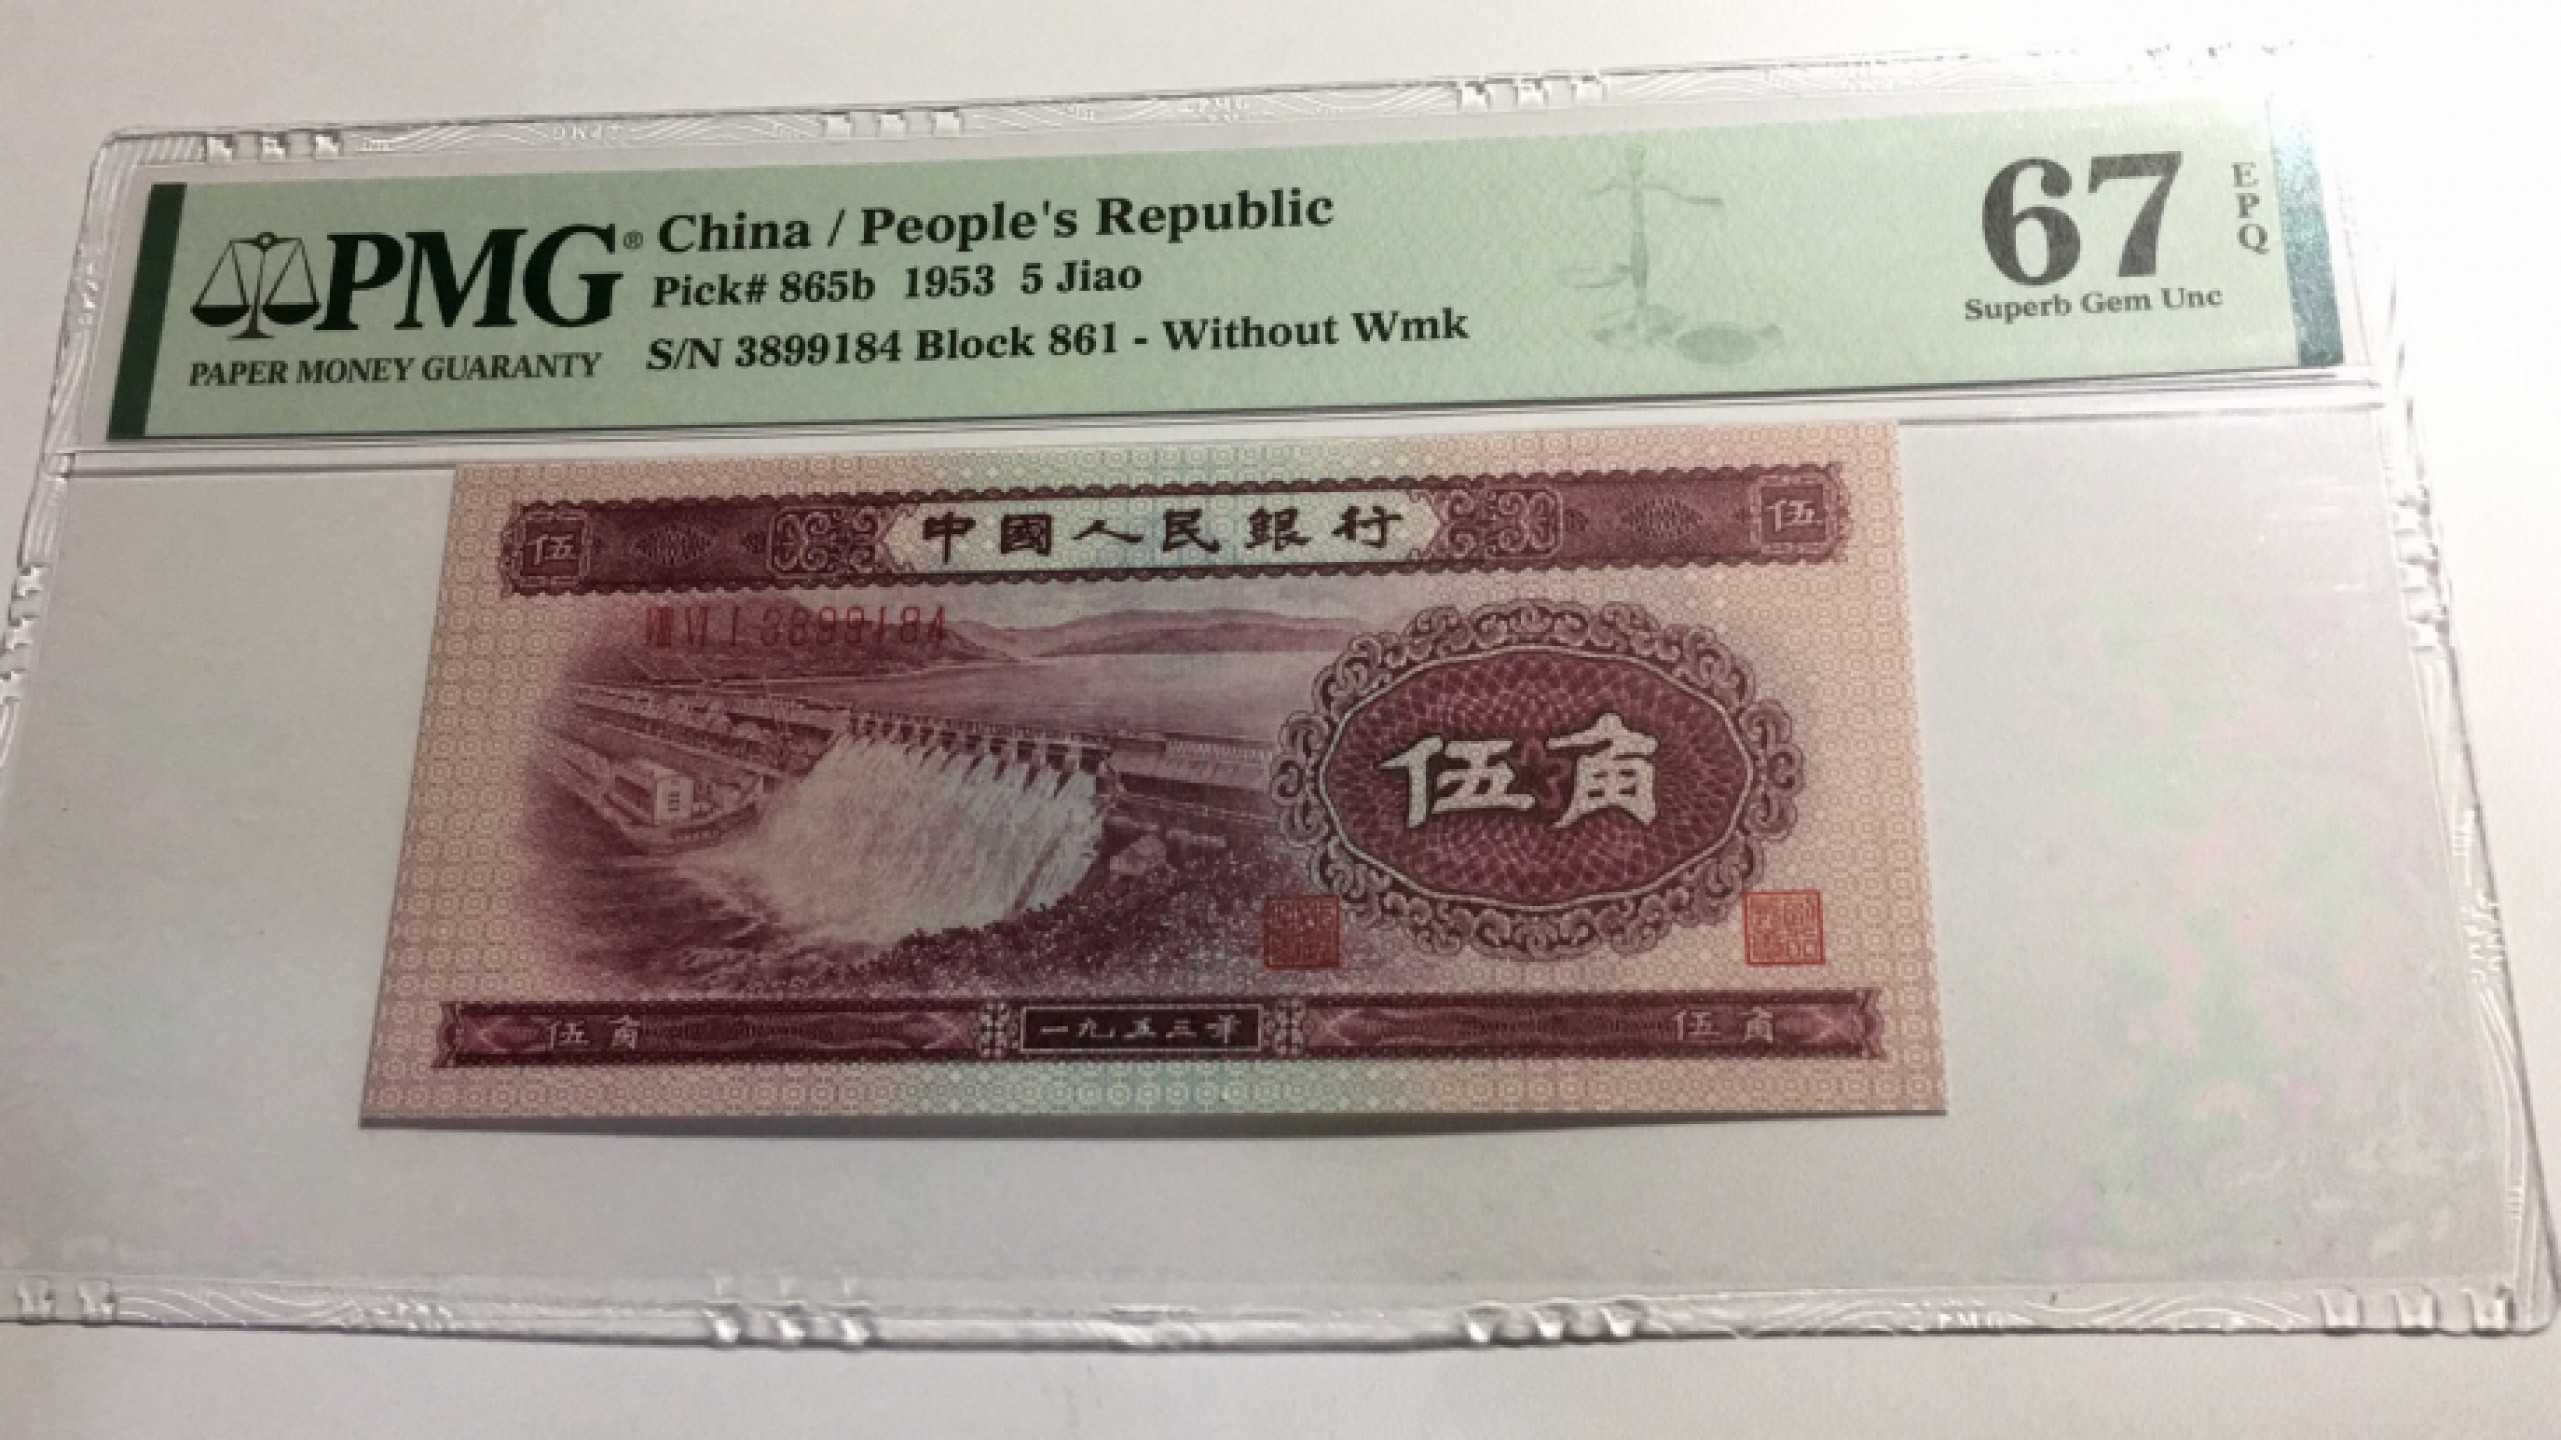 PMG®
PAPER MONEY GUARANTY
China / People's Republic
Pick# 865b 1953 5 Jiao
S/N 3899184 Block 861 - Without Wmk
67
EPQ
Superb Gem Unc
伍 中國人民銀行 伍
ⅧⅥⅠ3899184
伍角
伍角 一九五三年 伍角